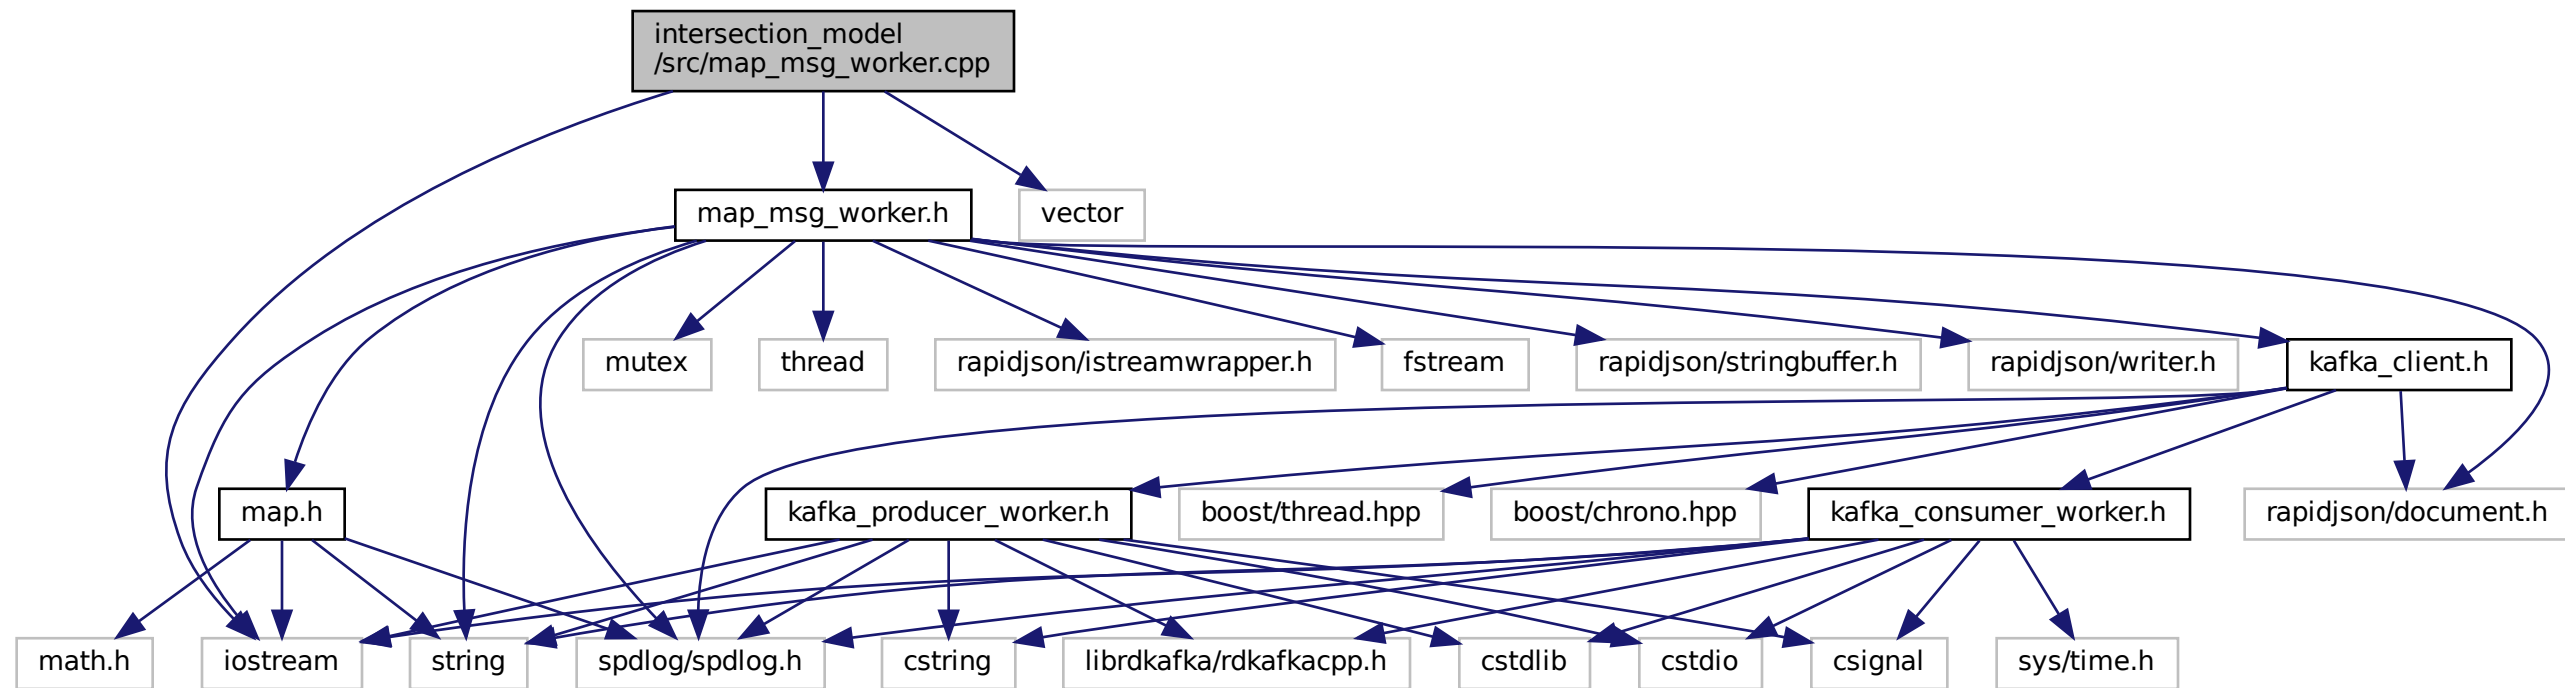 intersection_model
/src/map_msg_worker.cpp
map_msg_worker.h
vector
mutex
thread
rapidjson/istreamwrapper.h
fstream
rapidjson/stringbuffer.h
rapidjson/writer.h
kafka_client.h
map.h
kafka_producer_worker.h
boost/thread.hpp
boost/chrono.hpp
kafka_consumer_worker.h
rapidjson/document.h
math.h
iostream
string
spdlog/spdlog.h
cstring
librdkafka/rdkafkacpp.h
cstdlib
cstdio
csignal
sys/time.h